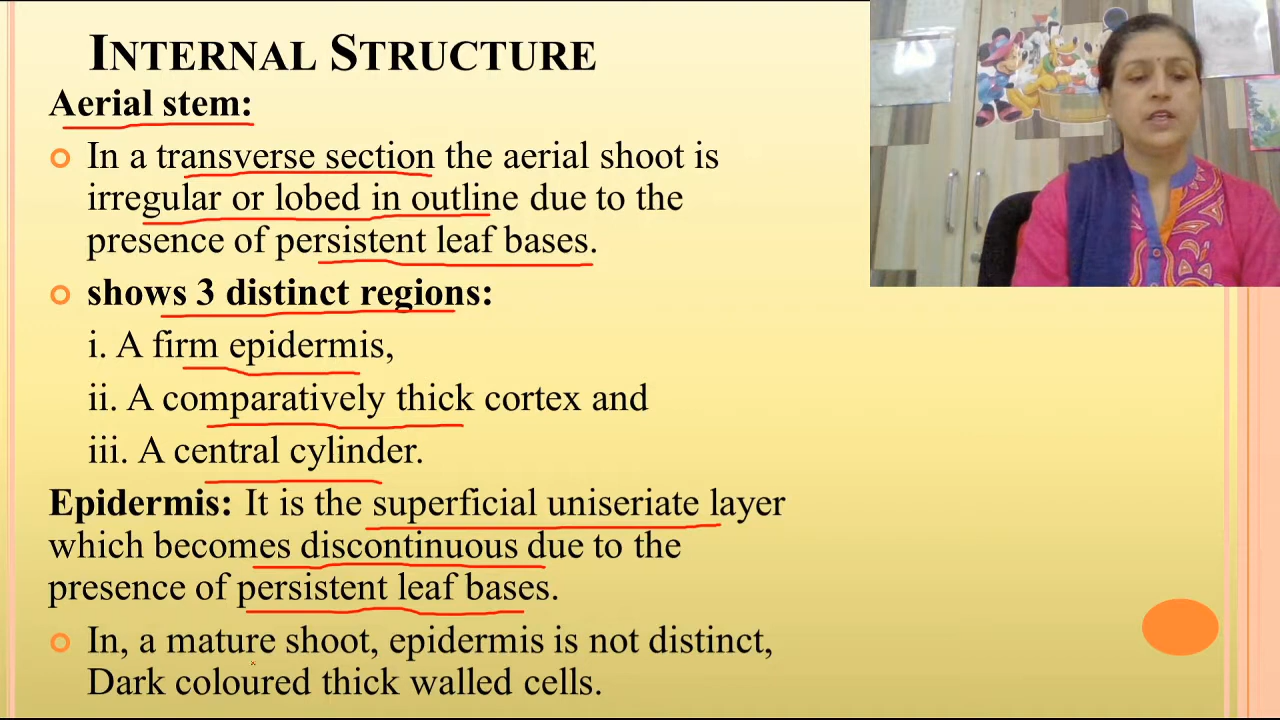 INTERNAL STRUCTURE
Aerial stem:
In a transverse section the aerial shoot is
irregular or lobed in outline due to the
presence of persistent leaf bases.
shows 3 distinct regions:
i. A firm epidermis,
ii. A comparatively thick cortex and
iii. A central cylinder.
Epidermis: It is the superficial uniseriate layer
which becomes discontinuous due to the
presence of persistent leaf bases.
In, a mature shoot, epidermis is not distinct,
Dark coloured thick walled cells.